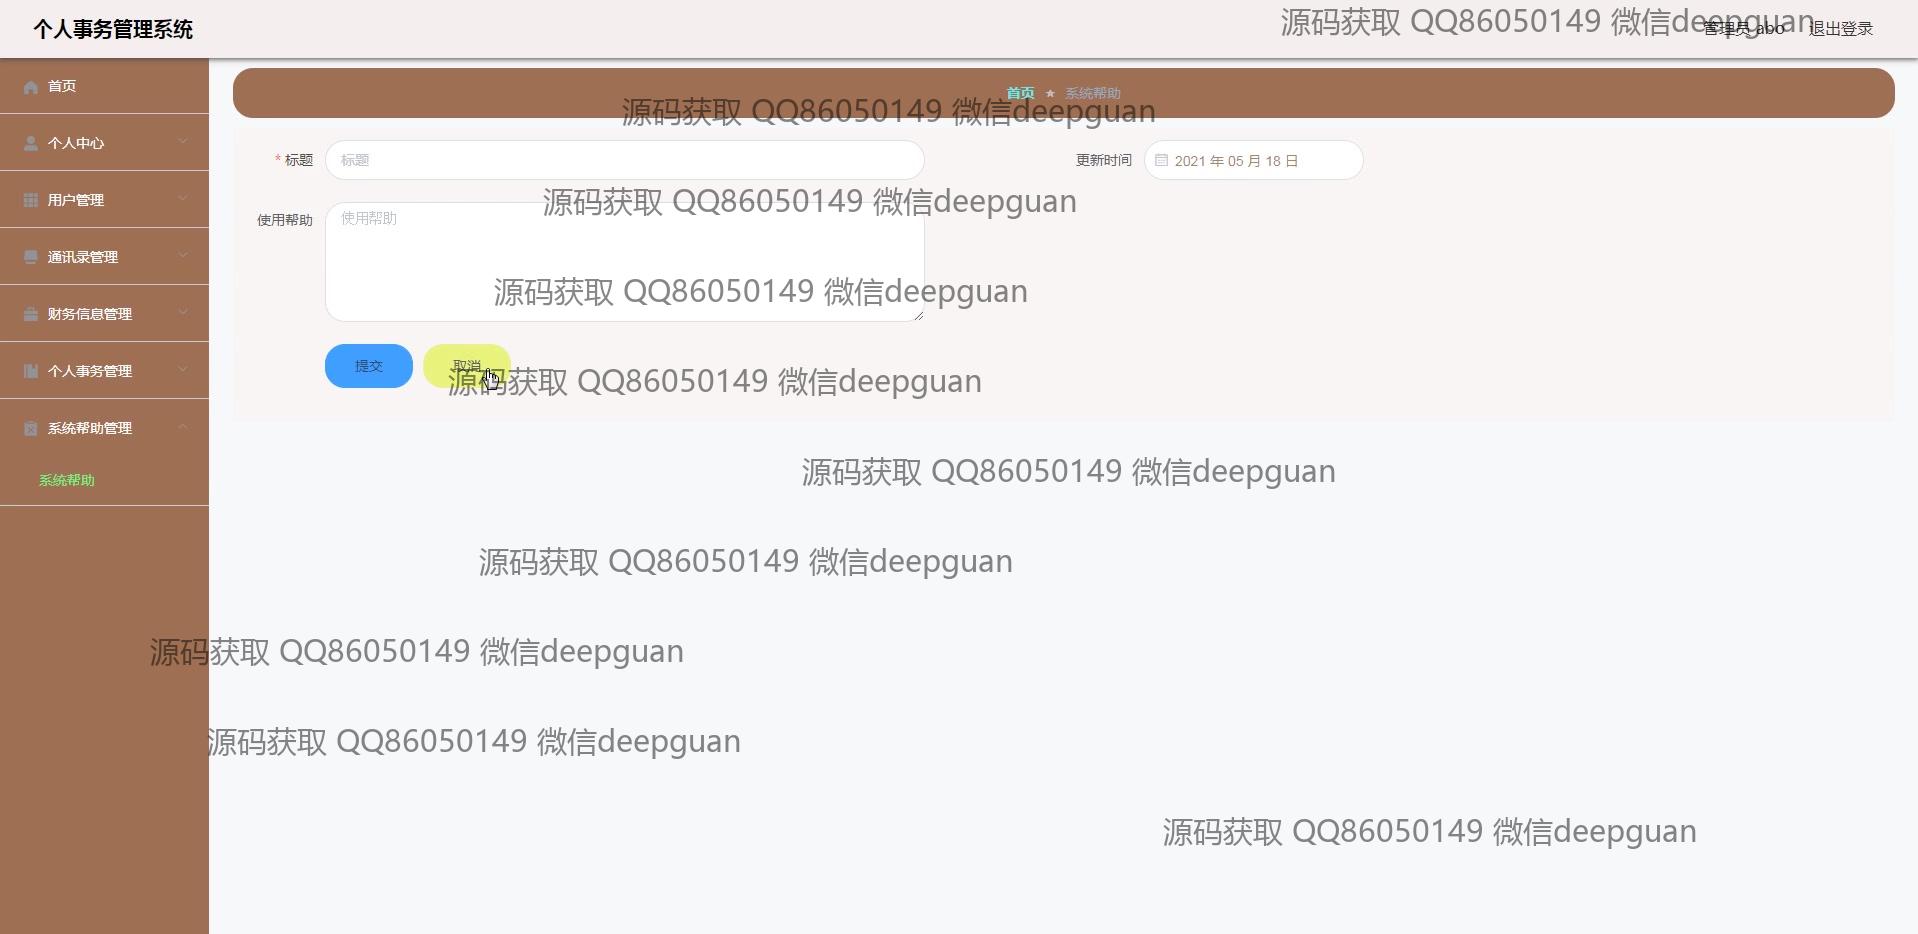 个人事务管理系统
源码获取 QQ86050149 微信deepguan
管理员 abo
退出登录
首页
个人中心
用户管理
通讯录管理
财务信息管理
个人事务管理
系统帮助管理
系统帮助
首页 ★ 系统帮助
源码获取 QQ86050149 微信deepguan
* 标题 标题
更新时间 2021 年 05 月 18 日
源码获取 QQ86050149 微信deepguan
使用帮助 使用帮助
源码获取 QQ86050149 微信deepguan
提交 取消
源码获取 QQ86050149 微信deepguan
源码获取 QQ86050149 微信deepguan
源码获取 QQ86050149 微信deepguan
源码获取 QQ86050149 微信deepguan
源码获取 QQ86050149 微信deepguan
源码获取 QQ86050149 微信deepguan